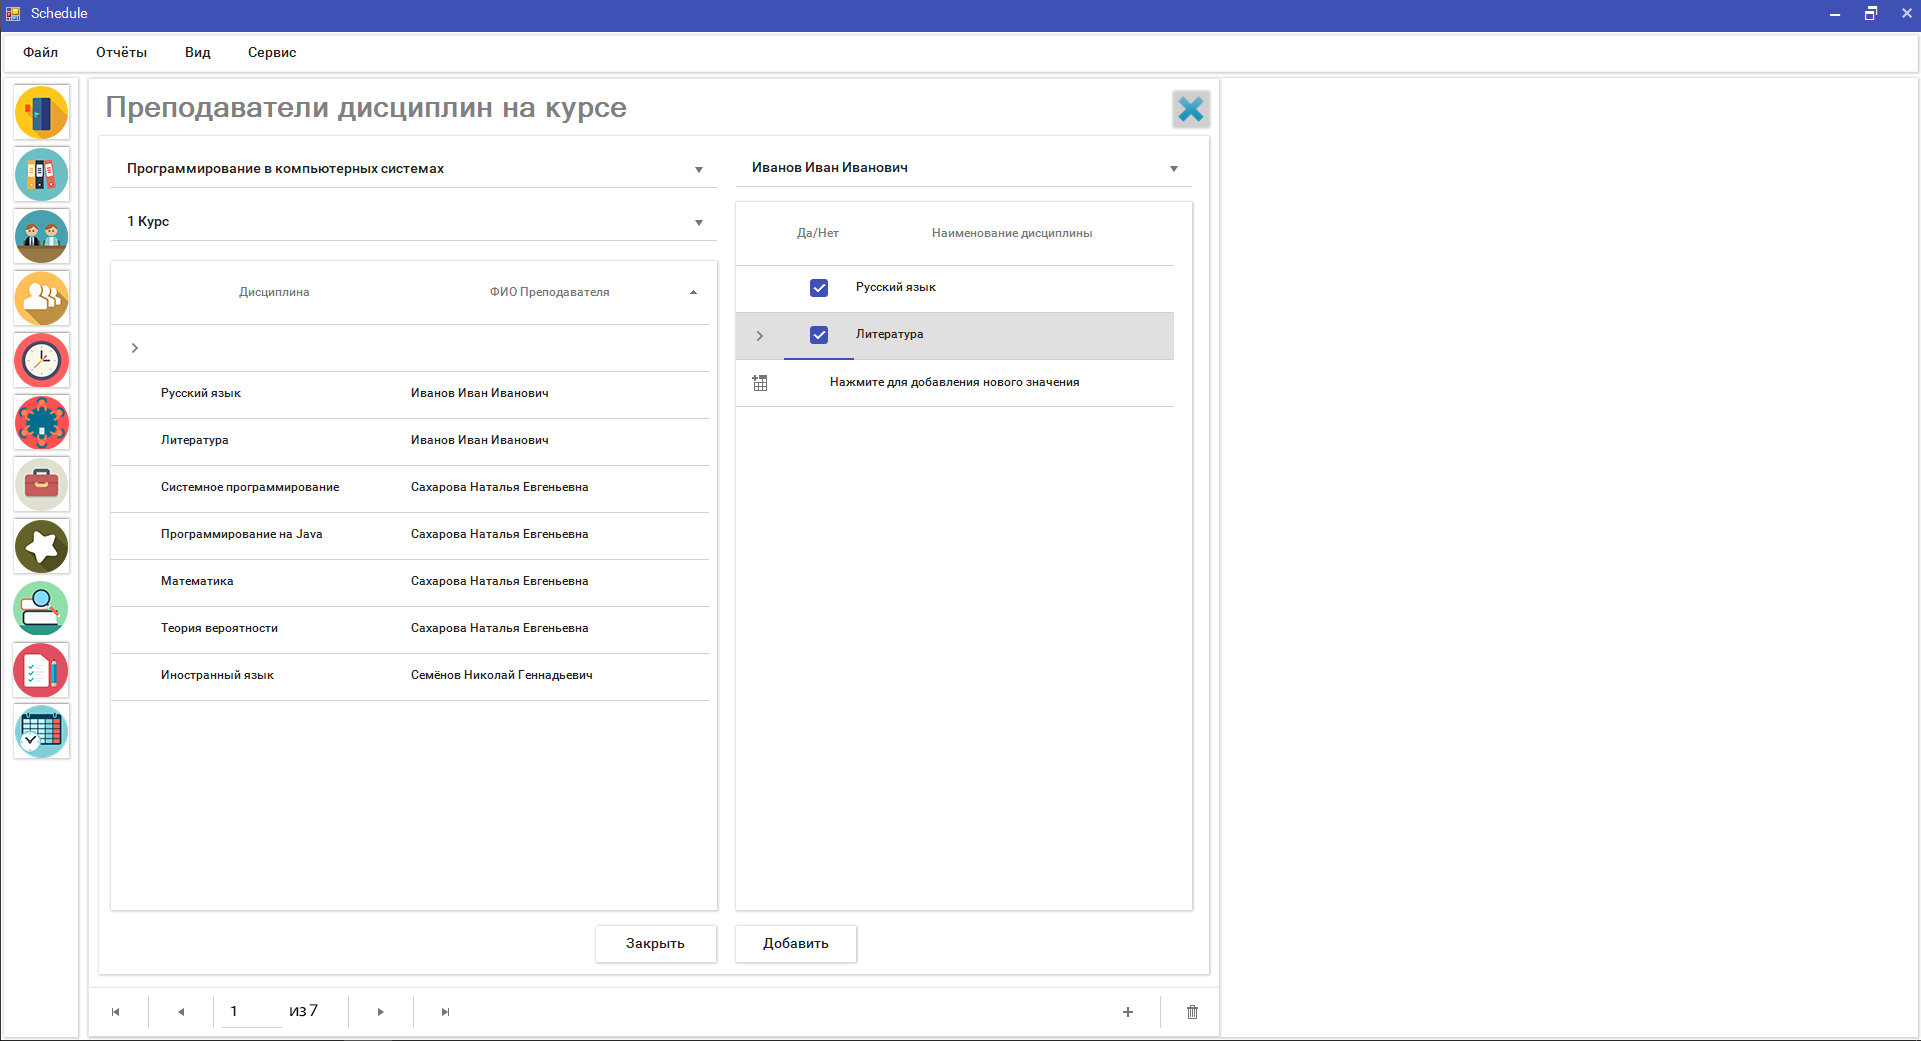 Schedule
Файл Отчёты Вид Сервис
Преподаватели дисциплин на курсе
Программирование в компьютерных системах
1 Курс
Дисциплина ФИО Преподавателя
Русский язык Иванов Иван Иванович
Литература Иванов Иван Иванович
Системное программирование Сахарова Наталья Евгеньевна
Программирование на Java Сахарова Наталья Евгеньевна
Математика Сахарова Наталья Евгеньевна
Теория вероятности Сахарова Наталья Евгеньевна
Иностранный язык Семёнов Николай Геннадьевич
Иванов Иван Иванович
Да/Нет Наименование дисциплины
Русский язык
Литература
Нажмите для добавления нового значения
Закрыть Добавить
1 из 7